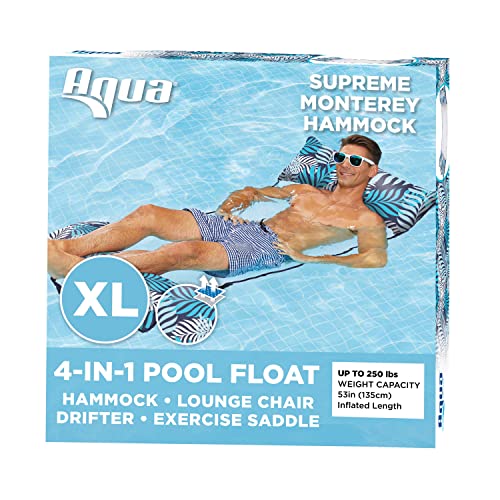 Aqua
SUPREME
MONTEREY
HAMMOCK
XL
4-IN-1 POOL FLOAT
HAMMOCK • LOUNGE CHAIR
DRIFTER • EXERCISE SADDLE
UP TO 250 lbs
WEIGHT CAPACITY
53in (135cm)
Inflated Length
Aqua